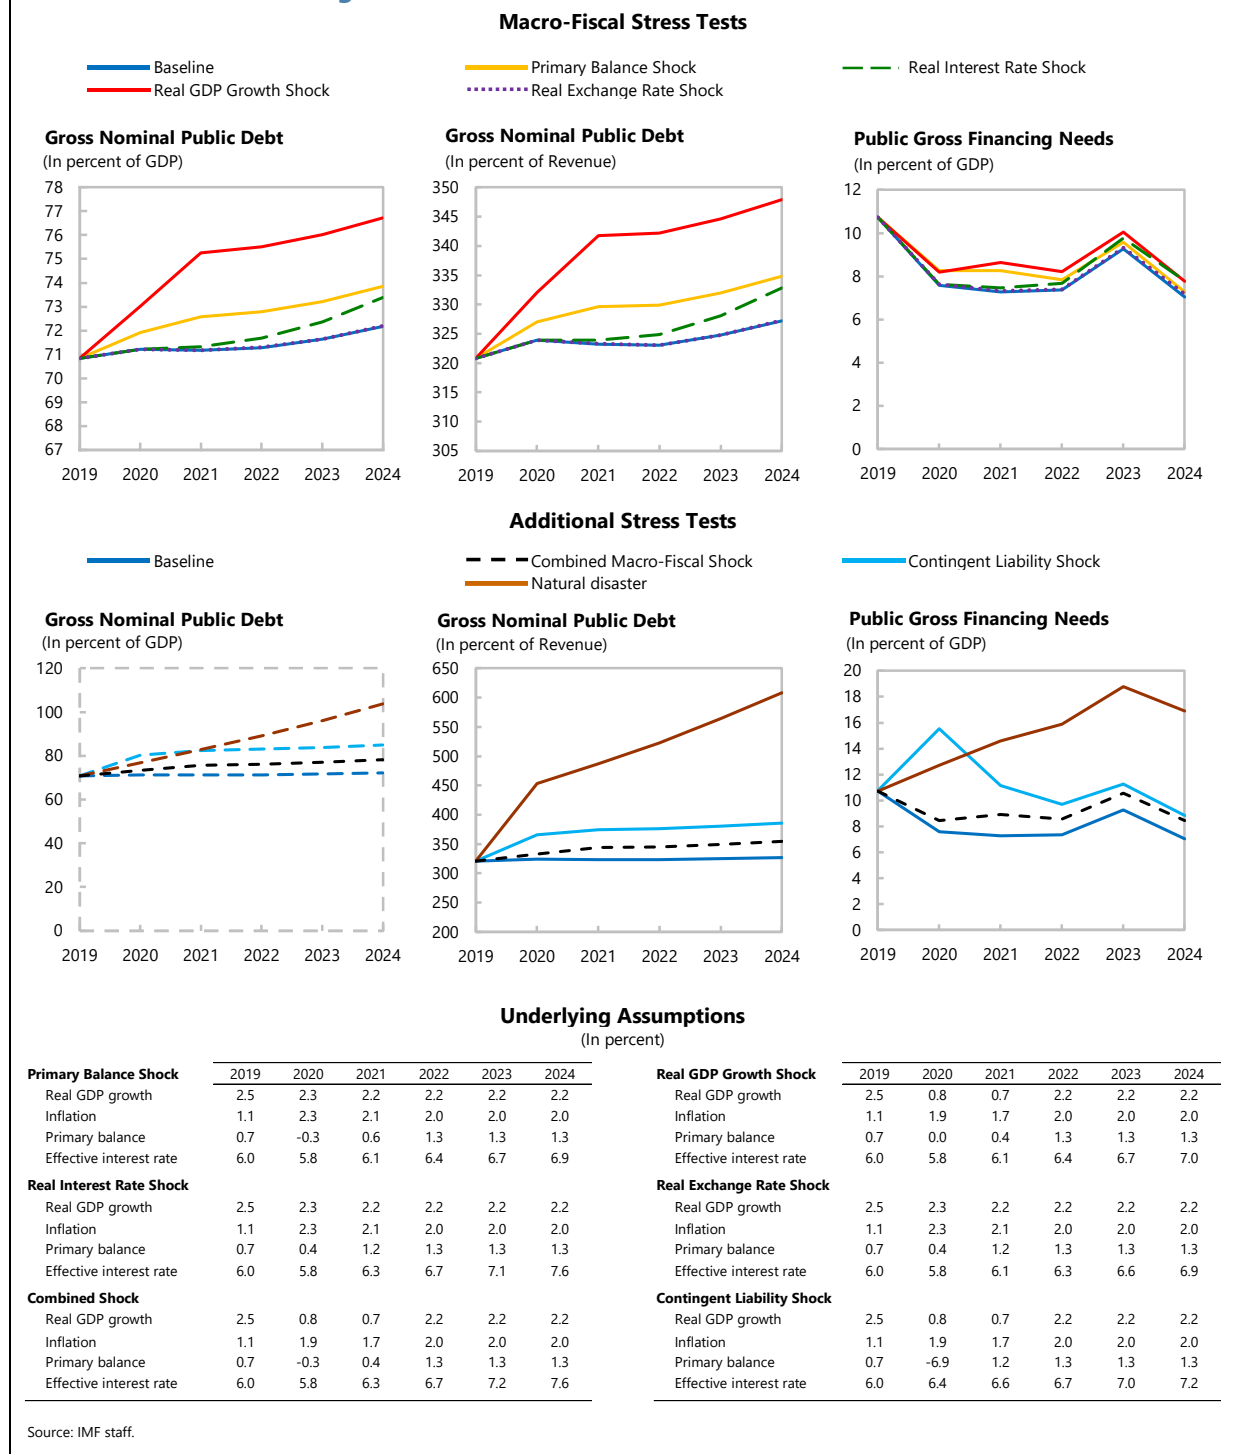 Macro-Fiscal Stress Tests
Baseline
Primary Balance Shock
Real Interest Rate Shock
Real GDP Growth Shock
Real Exchange Rate Shock
Gross Nominal Public Debt
(In percent of GDP)
78
77
76
75
74
73
72
71
70
69
68
67
2019 2020 2021 2022 2023 2024
Gross Nominal Public Debt
(In percent of Revenue)
350
345
340
335
330
325
320
315
310
305
2019 2020 2021 2022 2023 2024
Public Gross Financing Needs
(In percent of GDP)
12
10
8
6
4
2
0
2019 2020 2021 2022 2023 2024
Additional Stress Tests
Baseline
Combined Macro-Fiscal Shock
Contingent Liability Shock
Natural disaster
Gross Nominal Public Debt
(In percent of GDP)
120
100
80
60
40
20
0
2019 2020 2021 2022 2023 2024
Gross Nominal Public Debt
(In percent of Revenue)
650
600
550
500
450
400
350
300
250
200
2019 2020 2021 2022 2023 2024
Public Gross Financing Needs
(In percent of GDP)
20
18
16
14
12
10
8
6
4
2
0
2019 2020 2021 2022 2023 2024
Underlying Assumptions
(In percent)
Primary Balance Shock 2019 2020 2021 2022 2023 2024
Real GDP growth 2.5 2.3 2.2 2.2 2.2 2.2
Inflation 1.1 2.3 2.1 2.0 2.0 2.0
Primary balance 0.7 -0.3 0.6 1.3 1.3 1.3
Effective interest rate 6.0 5.8 6.1 6.4 6.7 6.9
Real Interest Rate Shock
Real GDP growth 2.5 2.3 2.2 2.2 2.2 2.2
Inflation 1.1 2.3 2.1 2.0 2.0 2.0
Primary balance 0.7 0.4 1.2 1.3 1.3 1.3
Effective interest rate 6.0 5.8 6.3 6.7 7.1 7.6
Combined Shock
Real GDP growth 2.5 0.8 0.7 2.2 2.2 2.2
Inflation 1.1 1.9 1.7 2.0 2.0 2.0
Primary balance 0.7 -0.3 0.4 1.3 1.3 1.3
Effective interest rate 6.0 5.8 6.3 6.7 7.2 7.6
Real GDP Growth Shock 2019 2020 2021 2022 2023 2024
Real GDP growth 2.5 0.8 0.7 2.2 2.2 2.2
Inflation 1.1 1.9 1.7 2.0 2.0 2.0
Primary balance 0.7 0.0 0.4 1.3 1.3 1.3
Effective interest rate 6.0 5.8 6.1 6.4 6.7 7.0
Real Exchange Rate Shock
Real GDP growth 2.5 2.3 2.2 2.2 2.2 2.2
Inflation 1.1 2.3 2.1 2.0 2.0 2.0
Primary balance 0.7 0.4 1.2 1.3 1.3 1.3
Effective interest rate 6.0 5.8 6.1 6.3 6.6 6.9
Contingent Liability Shock
Real GDP growth 2.5 0.8 0.7 2.2 2.2 2.2
Inflation 1.1 1.9 1.7 2.0 2.0 2.0
Primary balance 0.7 -6.9 1.2 1.3 1.3 1.3
Effective interest rate 6.0 6.4 6.6 6.7 7.0 7.2
Source: IMF staff.